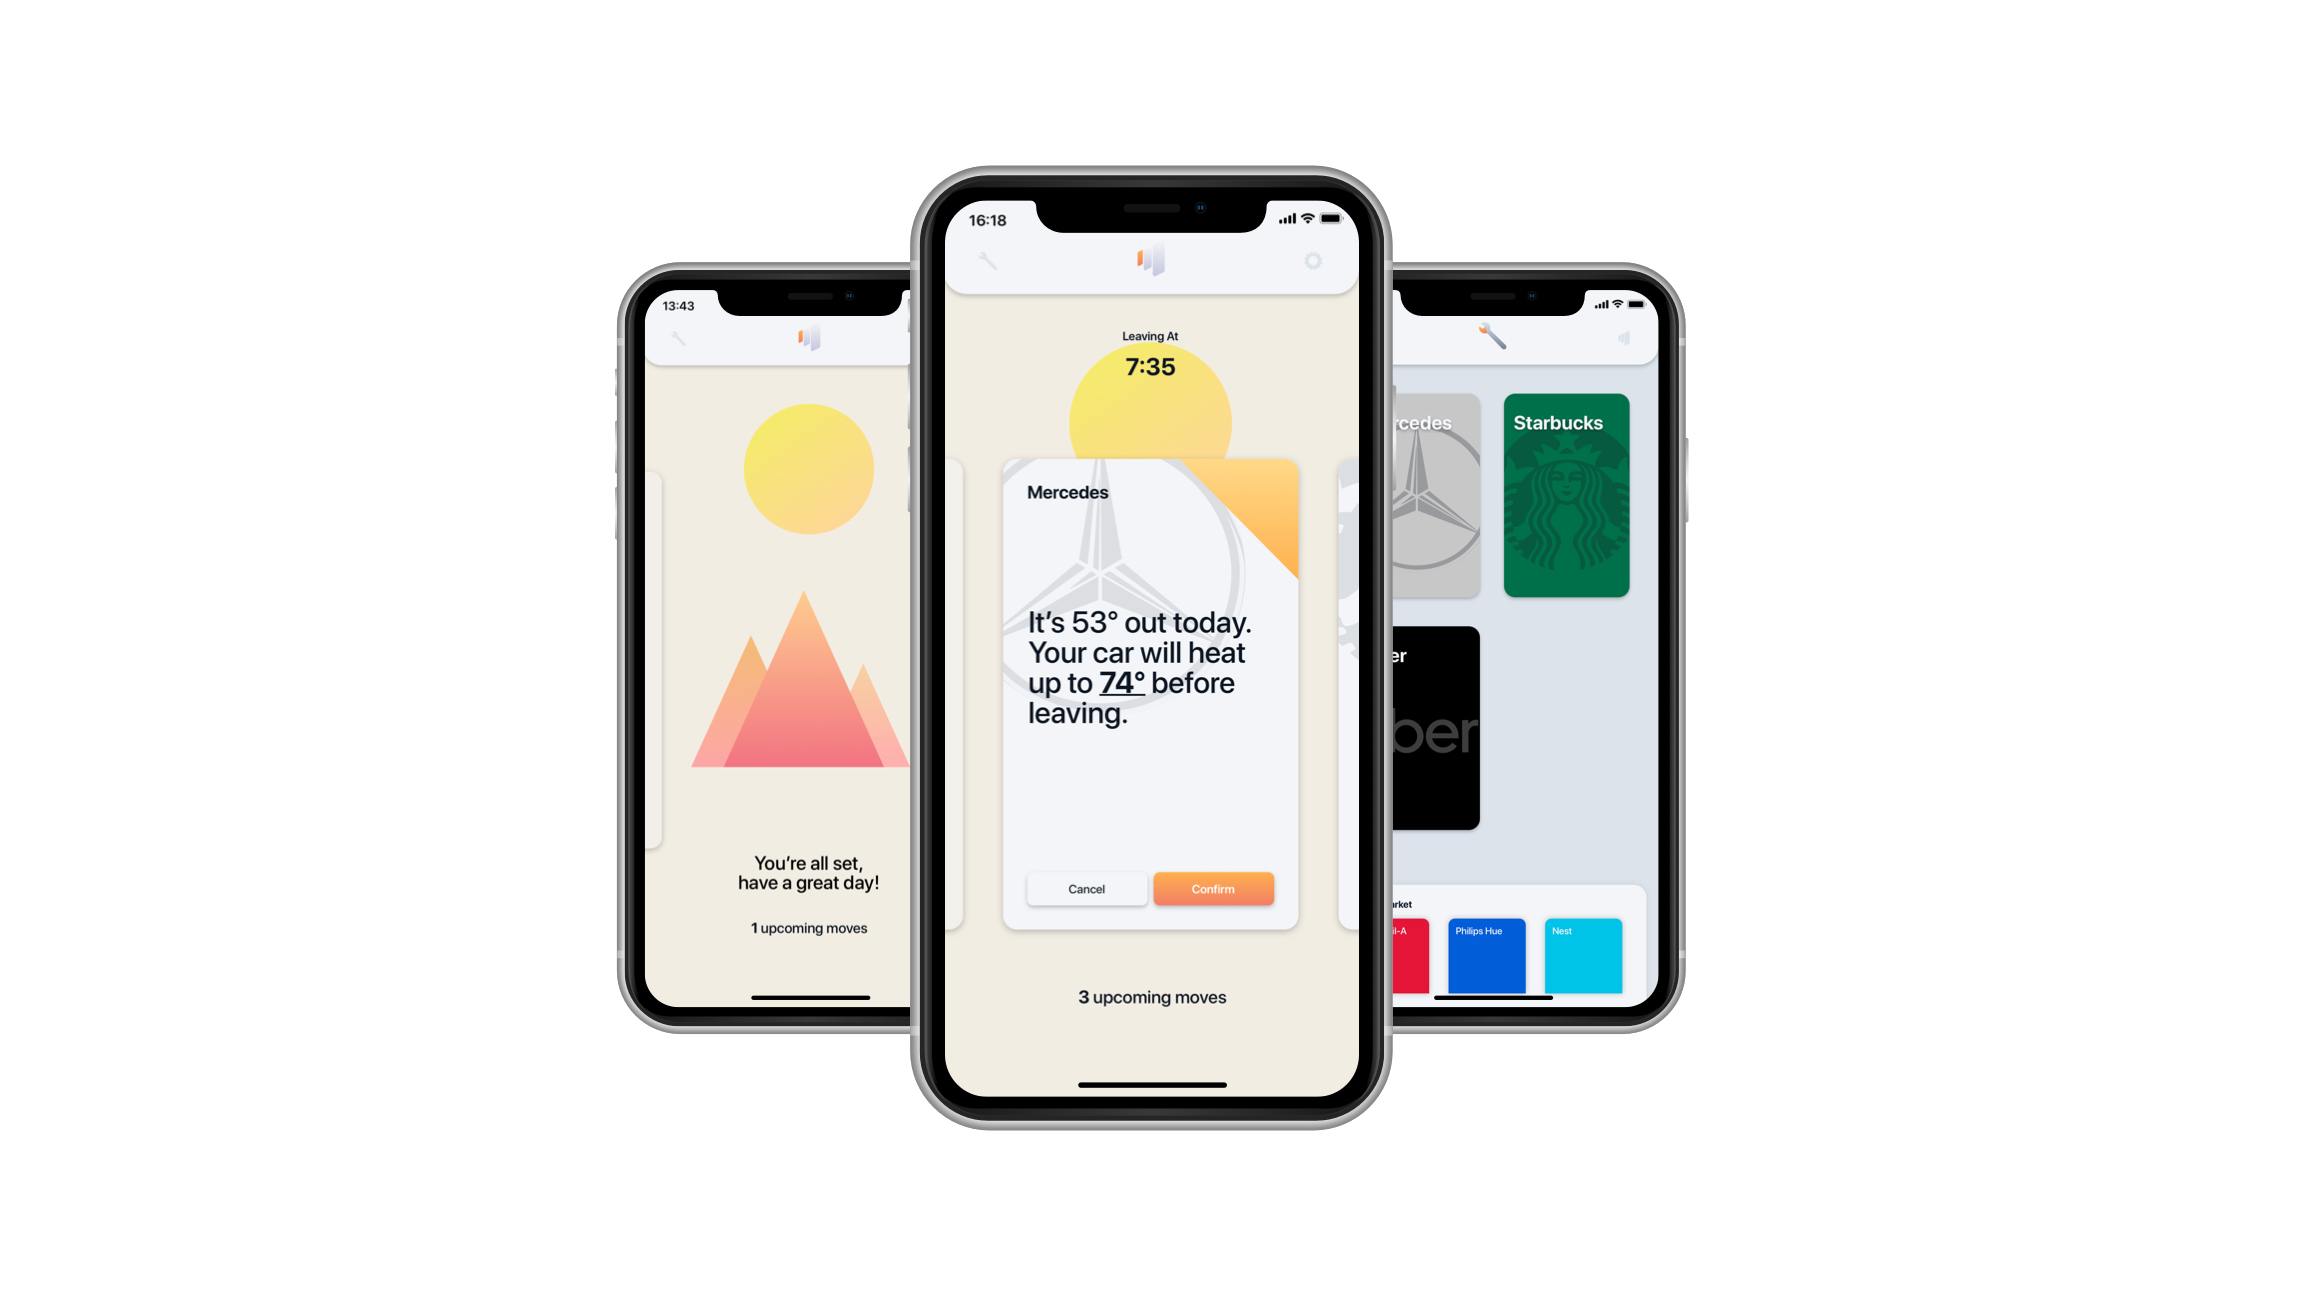 13:43
You're all set,
have a great day!
1 upcoming moves
16:18
Leaving At
7:35
Mercedes
It's 53° out today.
Your car will heat
up to 74° before
leaving.
Cancel
Confirm
3 upcoming moves
rcedes
Starbucks
er
ber
rket
il-A
Philips Hue
Nest